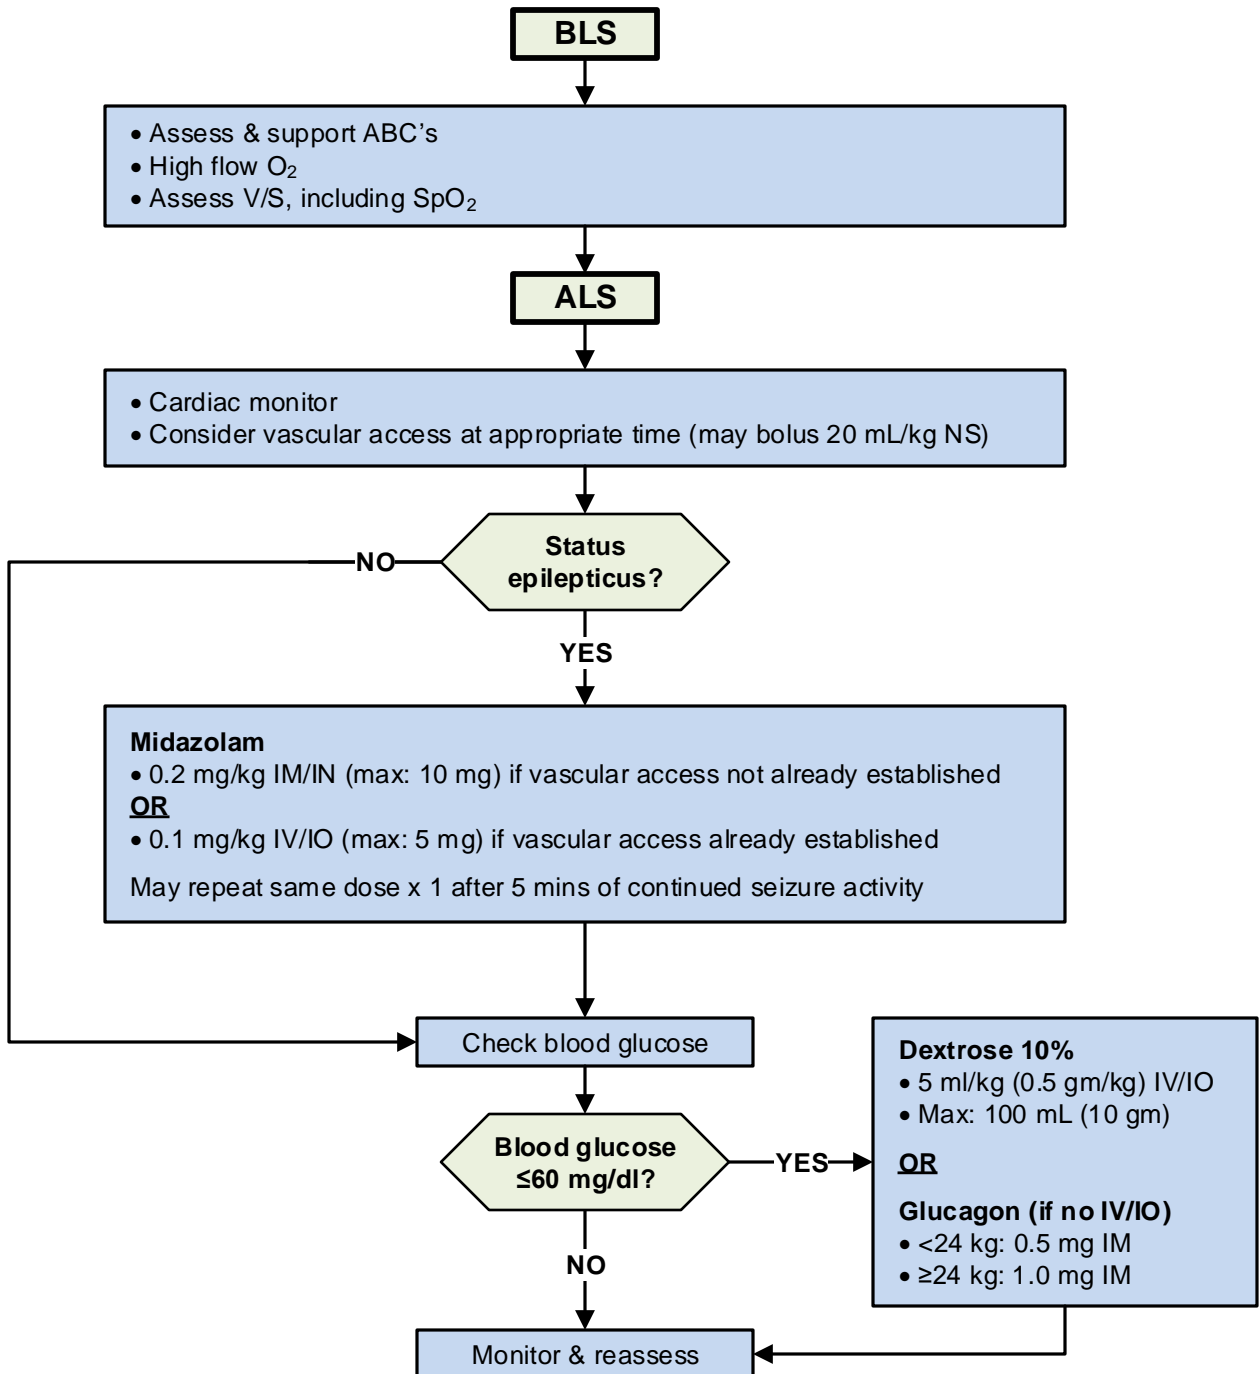 BLS
• Assess & support ABC’s
• High flow O₂
• Assess V/S, including SpO₂
ALS
• Cardiac monitor
• Consider vascular access at appropriate time (may bolus 20 mL/kg NS)
Status
epilepticus?
NO
YES
Midazolam
• 0.2 mg/kg IM/IN (max: 10 mg) if vascular access not already established
OR
• 0.1 mg/kg IV/IO (max: 5 mg) if vascular access already established
May repeat same dose x 1 after 5 mins of continued seizure activity
Check blood glucose
Blood glucose
≤60 mg/dl?
YES
Dextrose 10%
• 5 ml/kg (0.5 gm/kg) IV/IO
• Max: 100 mL (10 gm)
OR
Glucagon (if no IV/IO)
• <24 kg: 0.5 mg IM
• ≥24 kg: 1.0 mg IM
NO
Monitor & reassess